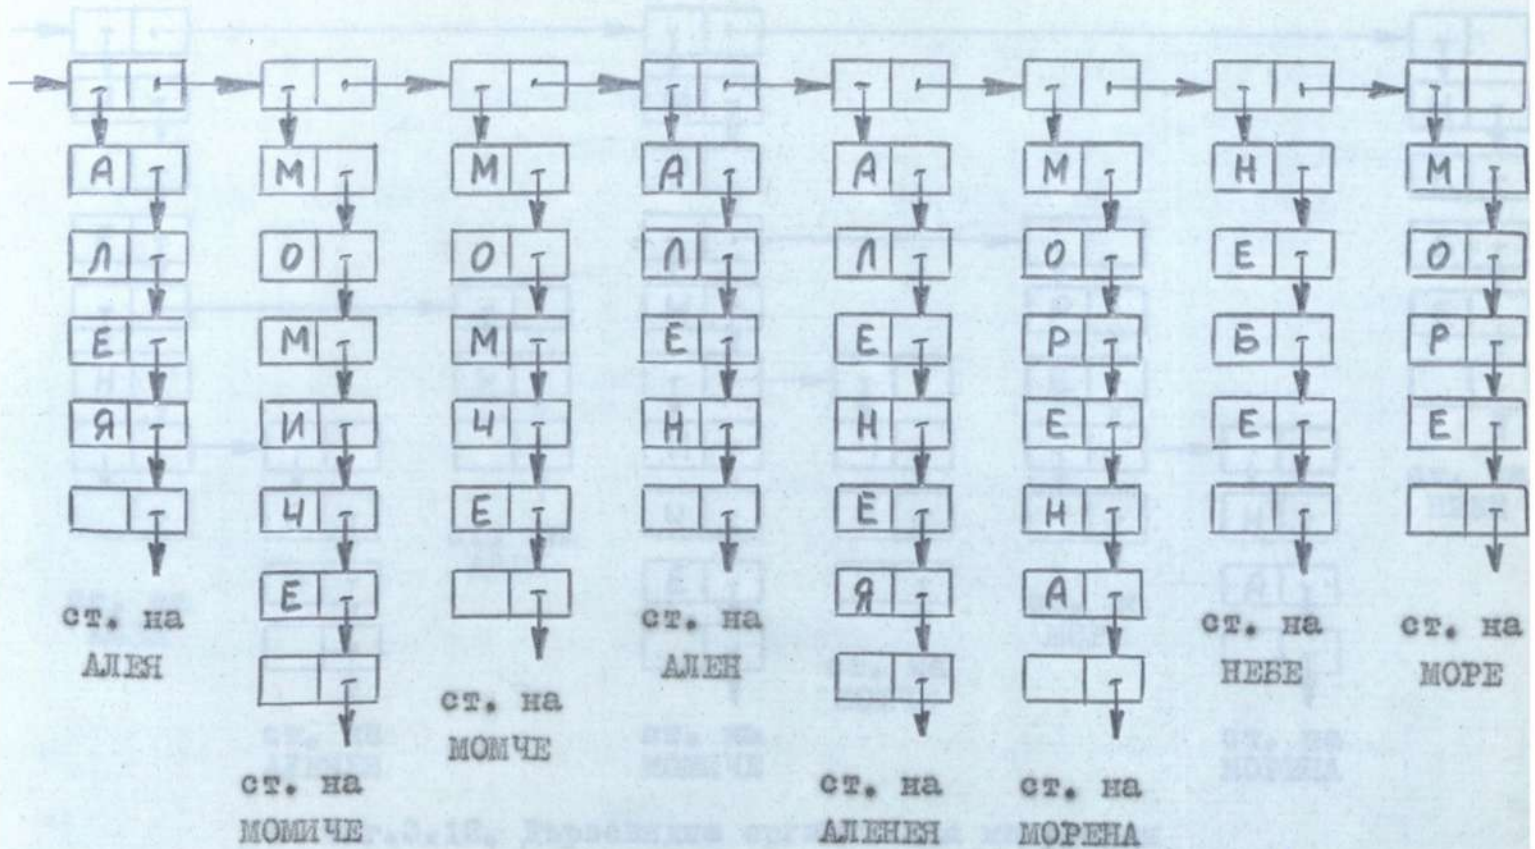 А М М А А М Н М
Л О О Л Л О Е О
Е М М Е Е Р Б Р
Я И Ч Н Н Е Е Е
Ч Е Е Н
Е Я А
ст. на
АЛЕЯ
ст. на
МОМИЧЕ
ст. на
МОМЧЕ
ст. на
АЛЕН
ст. на
АЛЕНЕЯ
ст. на
МОРЕНА
ст. на
НЕБЕ
ст. на
МОРЕ